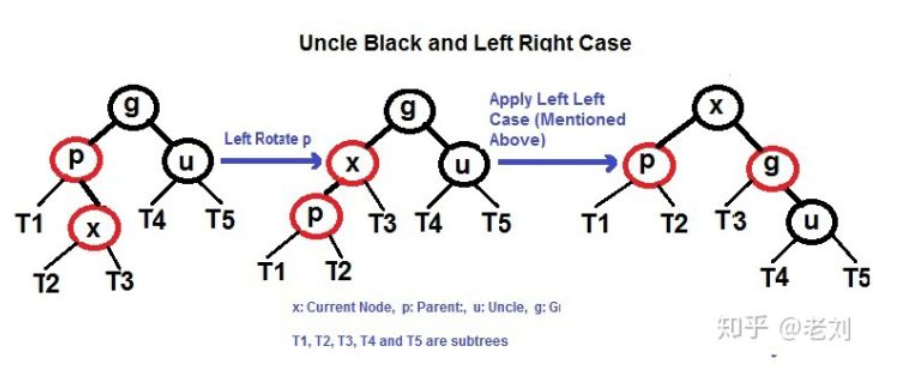 Uncle Black and Left Right Case
g
p
u
T1
x
T4
T5
T2
T3
Left Rotate p
g
x
u
p
T3
T4
T5
T1
T2
Apply Left Left
Case (Mentioned
Above)
x
p
g
T1
T2
T3
u
T4
T5
x: Current Node, p: Parent:, u: Uncle, g:
T1, T2, T3, T4 and T5 are subtrees
知乎 @老刘